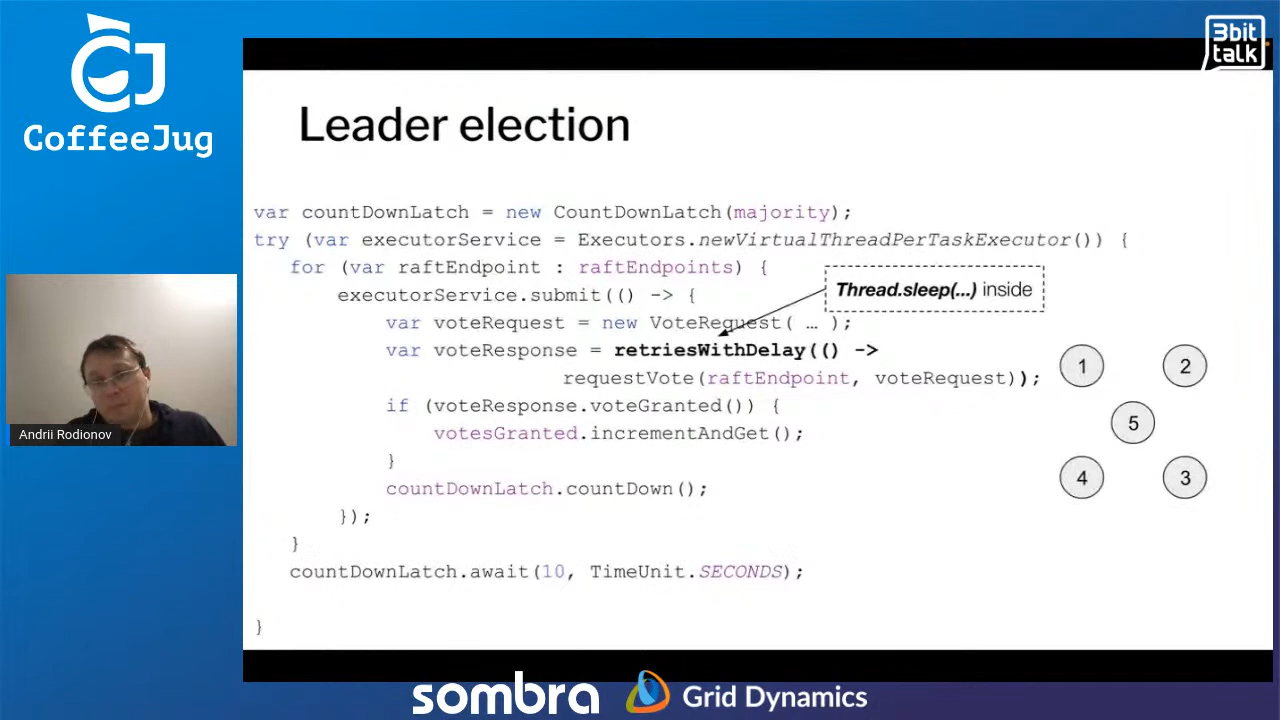 CoffeeJug
3bit
talk
Leader election
var countDownLatch = new CountDownLatch(majority);
try (var executorService = Executors.newVirtualThreadPerTaskExecutor()) {
for (var raftEndpoint : raftEndpoints) {
executorService.submit(() -> {
Thread.sleep(...) inside
var voteRequest = new VoteRequest( … );
var voteResponse = retriesWithDelay(() ->
requestVote(raftEndpoint, voteRequest));
if (voteResponse.voteGranted()) {
votesGranted.incrementAndGet();
}
countDownLatch.countDown();
});
}
countDownLatch.await(10, TimeUnit.SECONDS);
}
1
2
5
4
3
Andrii Rodionov
sombra
Grid Dynamics